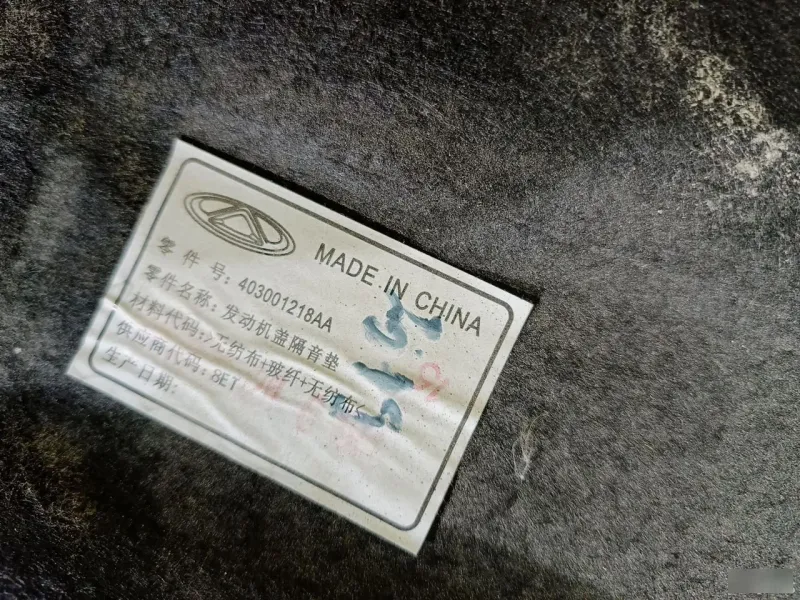 MADE IN CHINA
零件号: 403001218AA
零件名称: 发动机盖隔音垫
材料代码: >无纺布+玻纤+无纺布<
供应商代码: 8ET
生产日期: